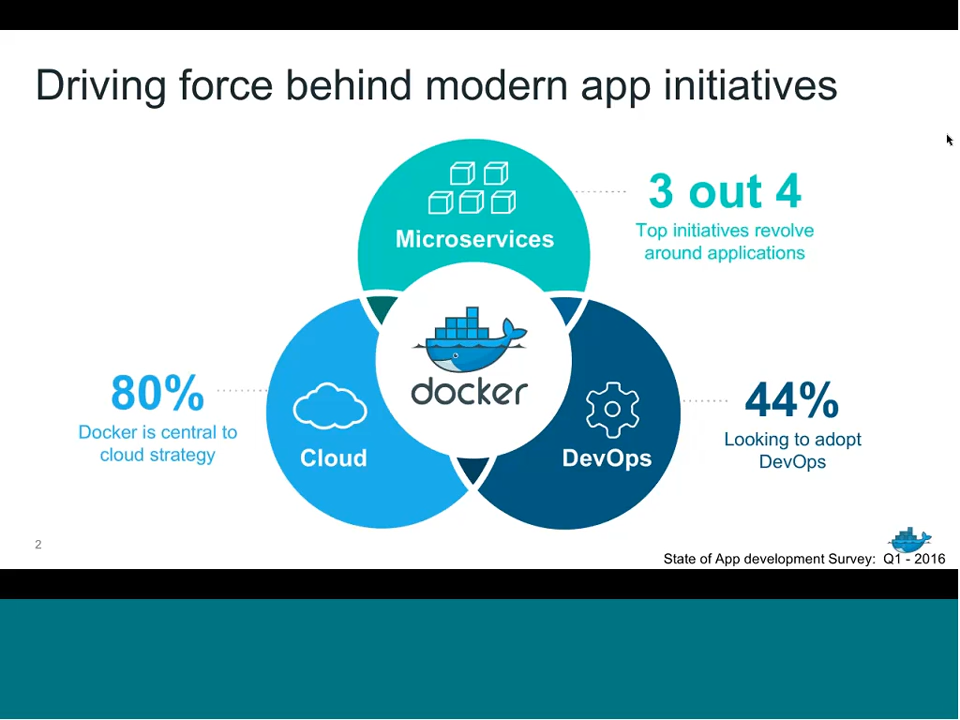 Driving force behind modern app initiatives
Microservices
3 out 4
Top initiatives revolve
around applications
docker
80%
Docker is central to
cloud strategy
Cloud
DevOps
44%
Looking to adopt
DevOps
2
State of App development Survey: Q1 - 2016